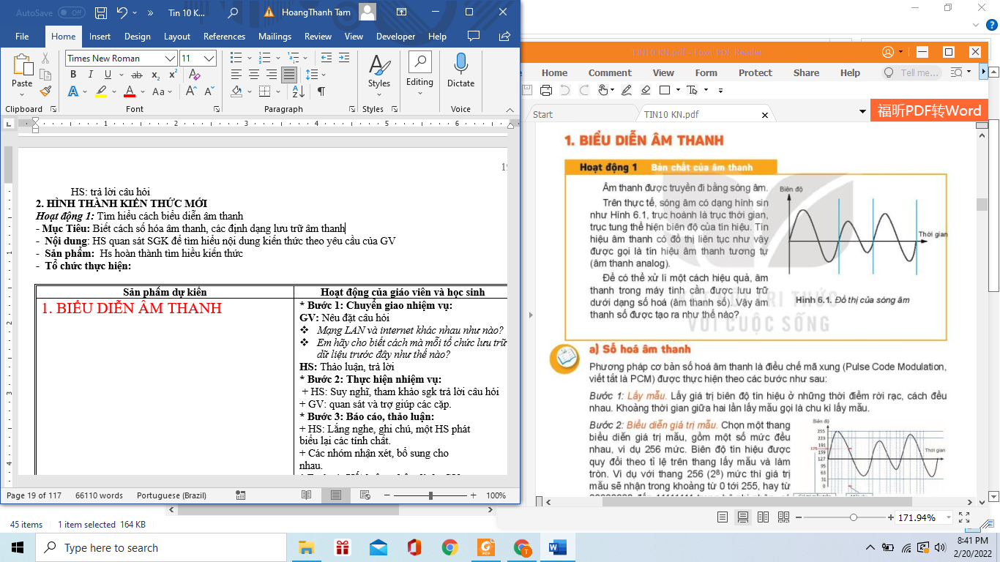 AutoSave Off Tin 10 K... HoangThanh Tam
File Home Insert Design Layout References Mailings Review View Developer Help
Times New Roman 11
Paste
Styles
Editing
Dictate
Clipboard Font Paragraph Styles Voice
HS: trả lời câu hỏi
2. HÌNH THÀNH KIẾN THỨC MỚI
Hoạt động 1: Tìm hiểu cách biểu diễn âm thanh
- Mục Tiêu: Biết cách số hóa âm thanh, các định dạng lưu trữ âm thanh
- Nội dung: HS quan sát SGK để tìm hiểu nội dung kiến thức theo yêu cầu của GV
- Sản phẩm: Hs hoàn thành tìm hiểu kiến thức
- Tổ chức thực hiện:
Sản phẩm dự kiến
Hoạt động của giáo viên và học sinh
1. BIỂU DIỄN ÂM THANH
* Bước 1: Chuyển giao nhiệm vụ:
GV: Nêu đặt câu hỏi
❖ Mạng LAN và internet khác nhau như nào?
❖ Em hãy cho biết cách mà mỗi tổ chức lưu trữ
dữ liệu trước đây như thế nào?
HS: Thảo luận, trả lời
* Bước 2: Thực hiện nhiệm vụ:
+ HS: Suy nghĩ, tham khảo sgk trả lời câu hỏi
+ GV: quan sát và trợ giúp các cặp.
* Bước 3: Báo cáo, thảo luận:
+ HS: Lắng nghe, ghi chú, một HS phát
biểu lại các tính chất.
+ Các nhóm nhận xét, bổ sung cho
nhau.
Page 19 of 117 66110 words Portuguese (Brazil) 100%
45 items 1 item selected 164 KB
TIN10 KN.pdf - Foxit PDF Reader
Home Comment View Form Protect Share Help Tell me...
Start TIN10 KN.pdf
福昕PDF转Word
1. BIỂU DIỄN ÂM THANH
Hoạt động 1 Bản chất của âm thanh
Âm thanh được truyền đi bằng sóng âm.
Trên thực tế, sóng âm có dạng hình sin
như Hình 6.1, trục hoành là trục thời gian,
trục tung thể hiện biên độ của tín hiệu. Tín
hiệu âm thanh có đồ thị liên tục như vậy
được gọi là tín hiệu âm thanh tương tự
(âm thanh analog).
Để có thể xử lí một cách hiệu quả, âm
thanh trong máy tính cần được lưu trữ
dưới dạng số hoá (âm thanh số). Vậy âm
thanh số được tạo ra như thế nào?
Biên độ
Thời gian
Hình 6.1. Đồ thị của sóng âm
TRI THỨC
VỚI CUỘC SỐNG
a) Số hoá âm thanh
Phương pháp cơ bản số hoá âm thanh là điều chế mã xung (Pulse Code Modulation,
viết tắt là PCM) được thực hiện theo các bước như sau:
Bước 1: Lấy mẫu. Lấy giá trị biên độ tín hiệu ở những thời điểm rời rạc, cách đều
nhau. Khoảng thời gian giữa hai lần lấy mẫu gọi là chu kì lấy mẫu.
Bước 2: Biểu diễn giá trị mẫu. Chọn một thang
biểu diễn giá trị mẫu, gồm một số mức đều
nhau, ví dụ 256 mức. Biên độ tín hiệu được
quy đổi theo tỉ lệ trên thang lấy mẫu và làm
tròn. Ví dụ với thang 256 (2⁸) mức thì giá trị
mẫu sẽ nhận trong khoảng từ 0 tới 255, hay từ
Biên độ
255
223
191
175
159
127
95
63
31
0
Thời gian
171.94%
Type here to search
8:41 PM
2/20/2022